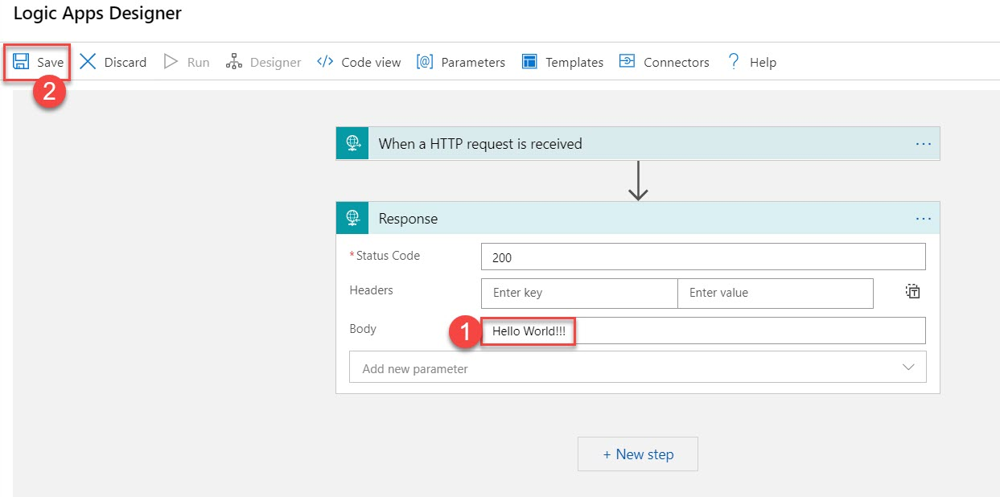 Logic Apps Designer
Save Discard Run Designer </> Code view [@] Parameters Templates Connectors ? Help
2
When a HTTP request is received ...
Response ...
*Status Code 200
Headers Enter key Enter value
Body 1 Hello World!!!
Add new parameter
+ New step